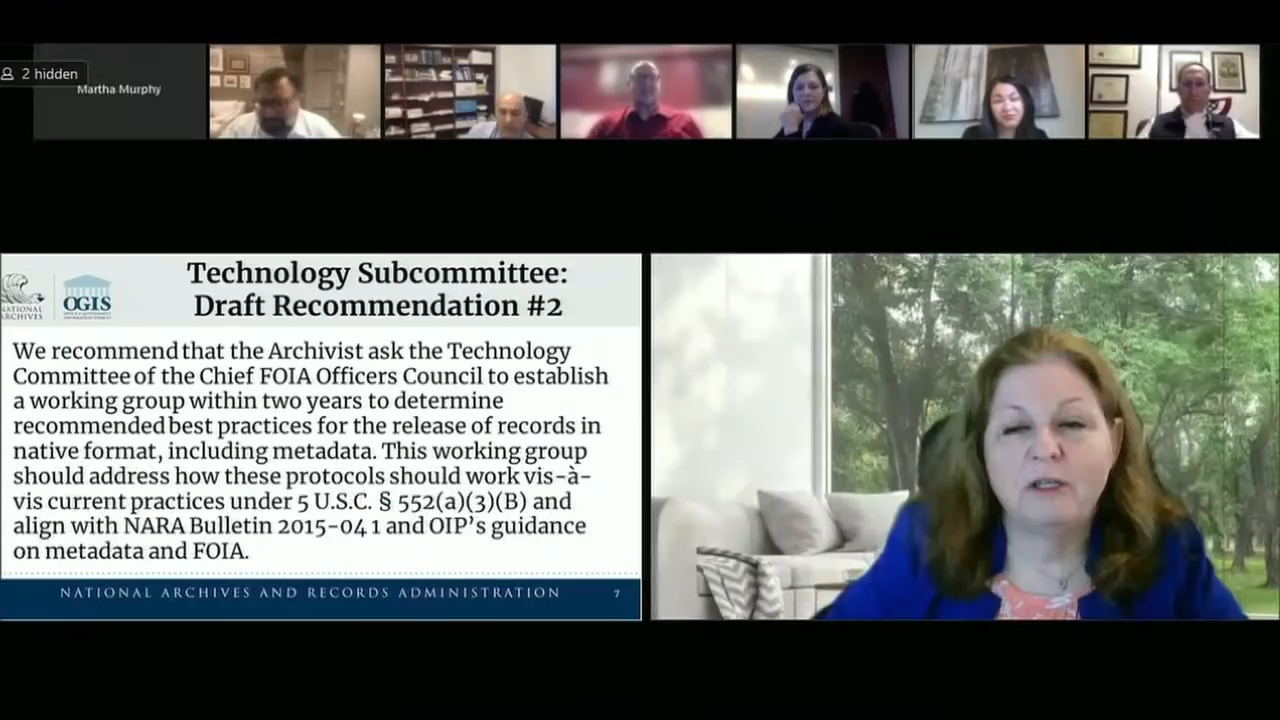 2 hidden
Martha Murphy
Technology Subcommittee:
Draft Recommendation #2
NATIONAL
ARCHIVES
OGIS
We recommend that the Archivist ask the Technology
Committee of the Chief FOIA Officers Council to establish
a working group within two years to determine
recommended best practices for the release of records in
native format, including metadata. This working group
should address how these protocols should work vis-à-
vis current practices under 5 U.S.C. § 552(a)(3)(B) and
align with NARA Bulletin 2015-04 1 and OIP’s guidance
on metadata and FOIA.
NATIONAL ARCHIVES AND RECORDS ADMINISTRATION
7